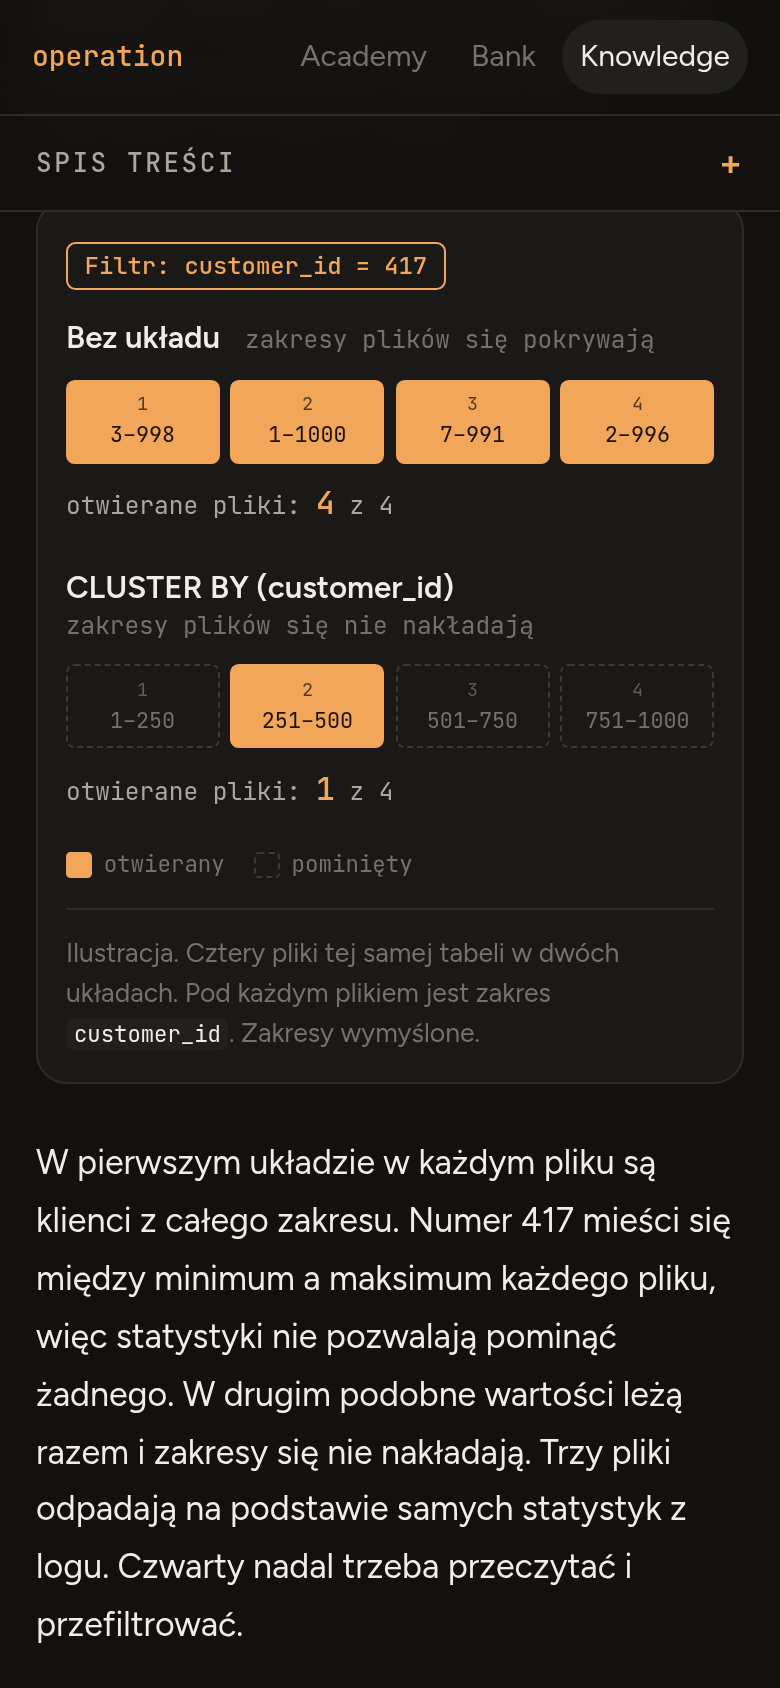 operation Academy Bank Knowledge
SPIS TREŚCI +
Filtr: customer_id = 417
Bez układu zakresy plików się pokrywają
1 2 3 4
3–998 1–1000 7–991 2–996
otwierane pliki: 4 z 4
CLUSTER BY (customer_id)
zakresy plików się nie nakładają
1 2 3 4
1–250 251–500 501–750 751–1000
otwierane pliki: 1 z 4
otwierany pominięty
Ilustracja. Cztery pliki tej samej tabeli w dwóch
układach. Pod każdym plikiem jest zakres
customer_id. Zakresy wymyślone.
W pierwszym układzie w każdym pliku są
klienci z całego zakresu. Numer 417 mieści się
między minimum a maksimum każdego pliku,
więc statystyki nie pozwalają pominąć
żadnego. W drugim podobne wartości leżą
razem i zakresy się nie nakładają. Trzy pliki
odpadają na podstawie samych statystyk z
logu. Czwarty nadal trzeba przeczytać i
przefiltrować.